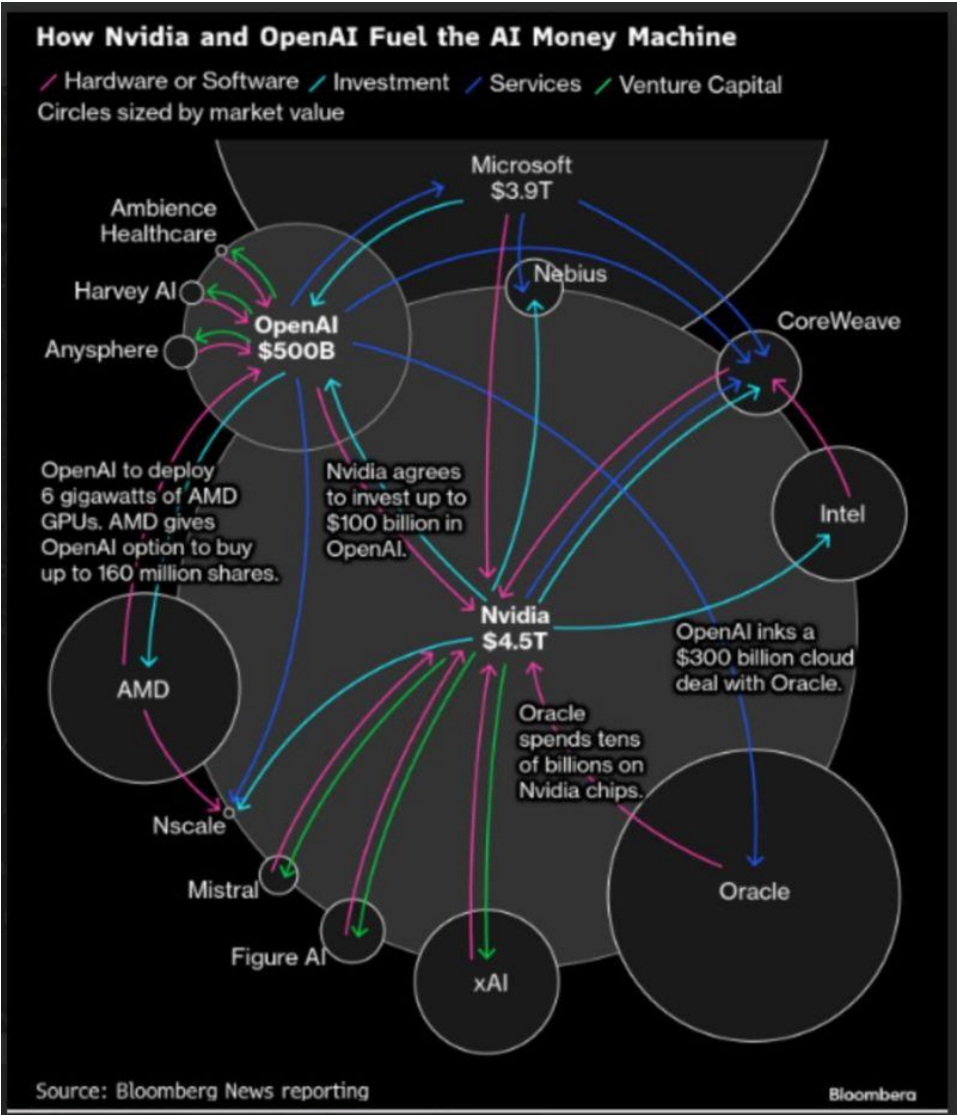 How Nvidia and OpenAI Fuel the AI Money Machine
Hardware or Software Investment Services Venture Capital
Circles sized by market value
Microsoft
$3.9T
Ambience
Healthcare
Harvey AI
Anysphere
OpenAI
$500B
Nebius
CoreWeave
OpenAI to deploy
6 gigawatts of AMD
GPUs. AMD gives
OpenAI option to buy
up to 160 million shares.
Nvidia agrees
to invest up to
$100 billion in
OpenAI.
Intel
Nvidia
$4.5T
OpenAI inks a
$300 billion cloud
deal with Oracle.
AMD
Oracle
spends tens
of billions on
Nvidia chips.
Nscale
Mistral
Oracle
Figure AI
xAI
Source: Bloomberg News reporting
Bloomberg